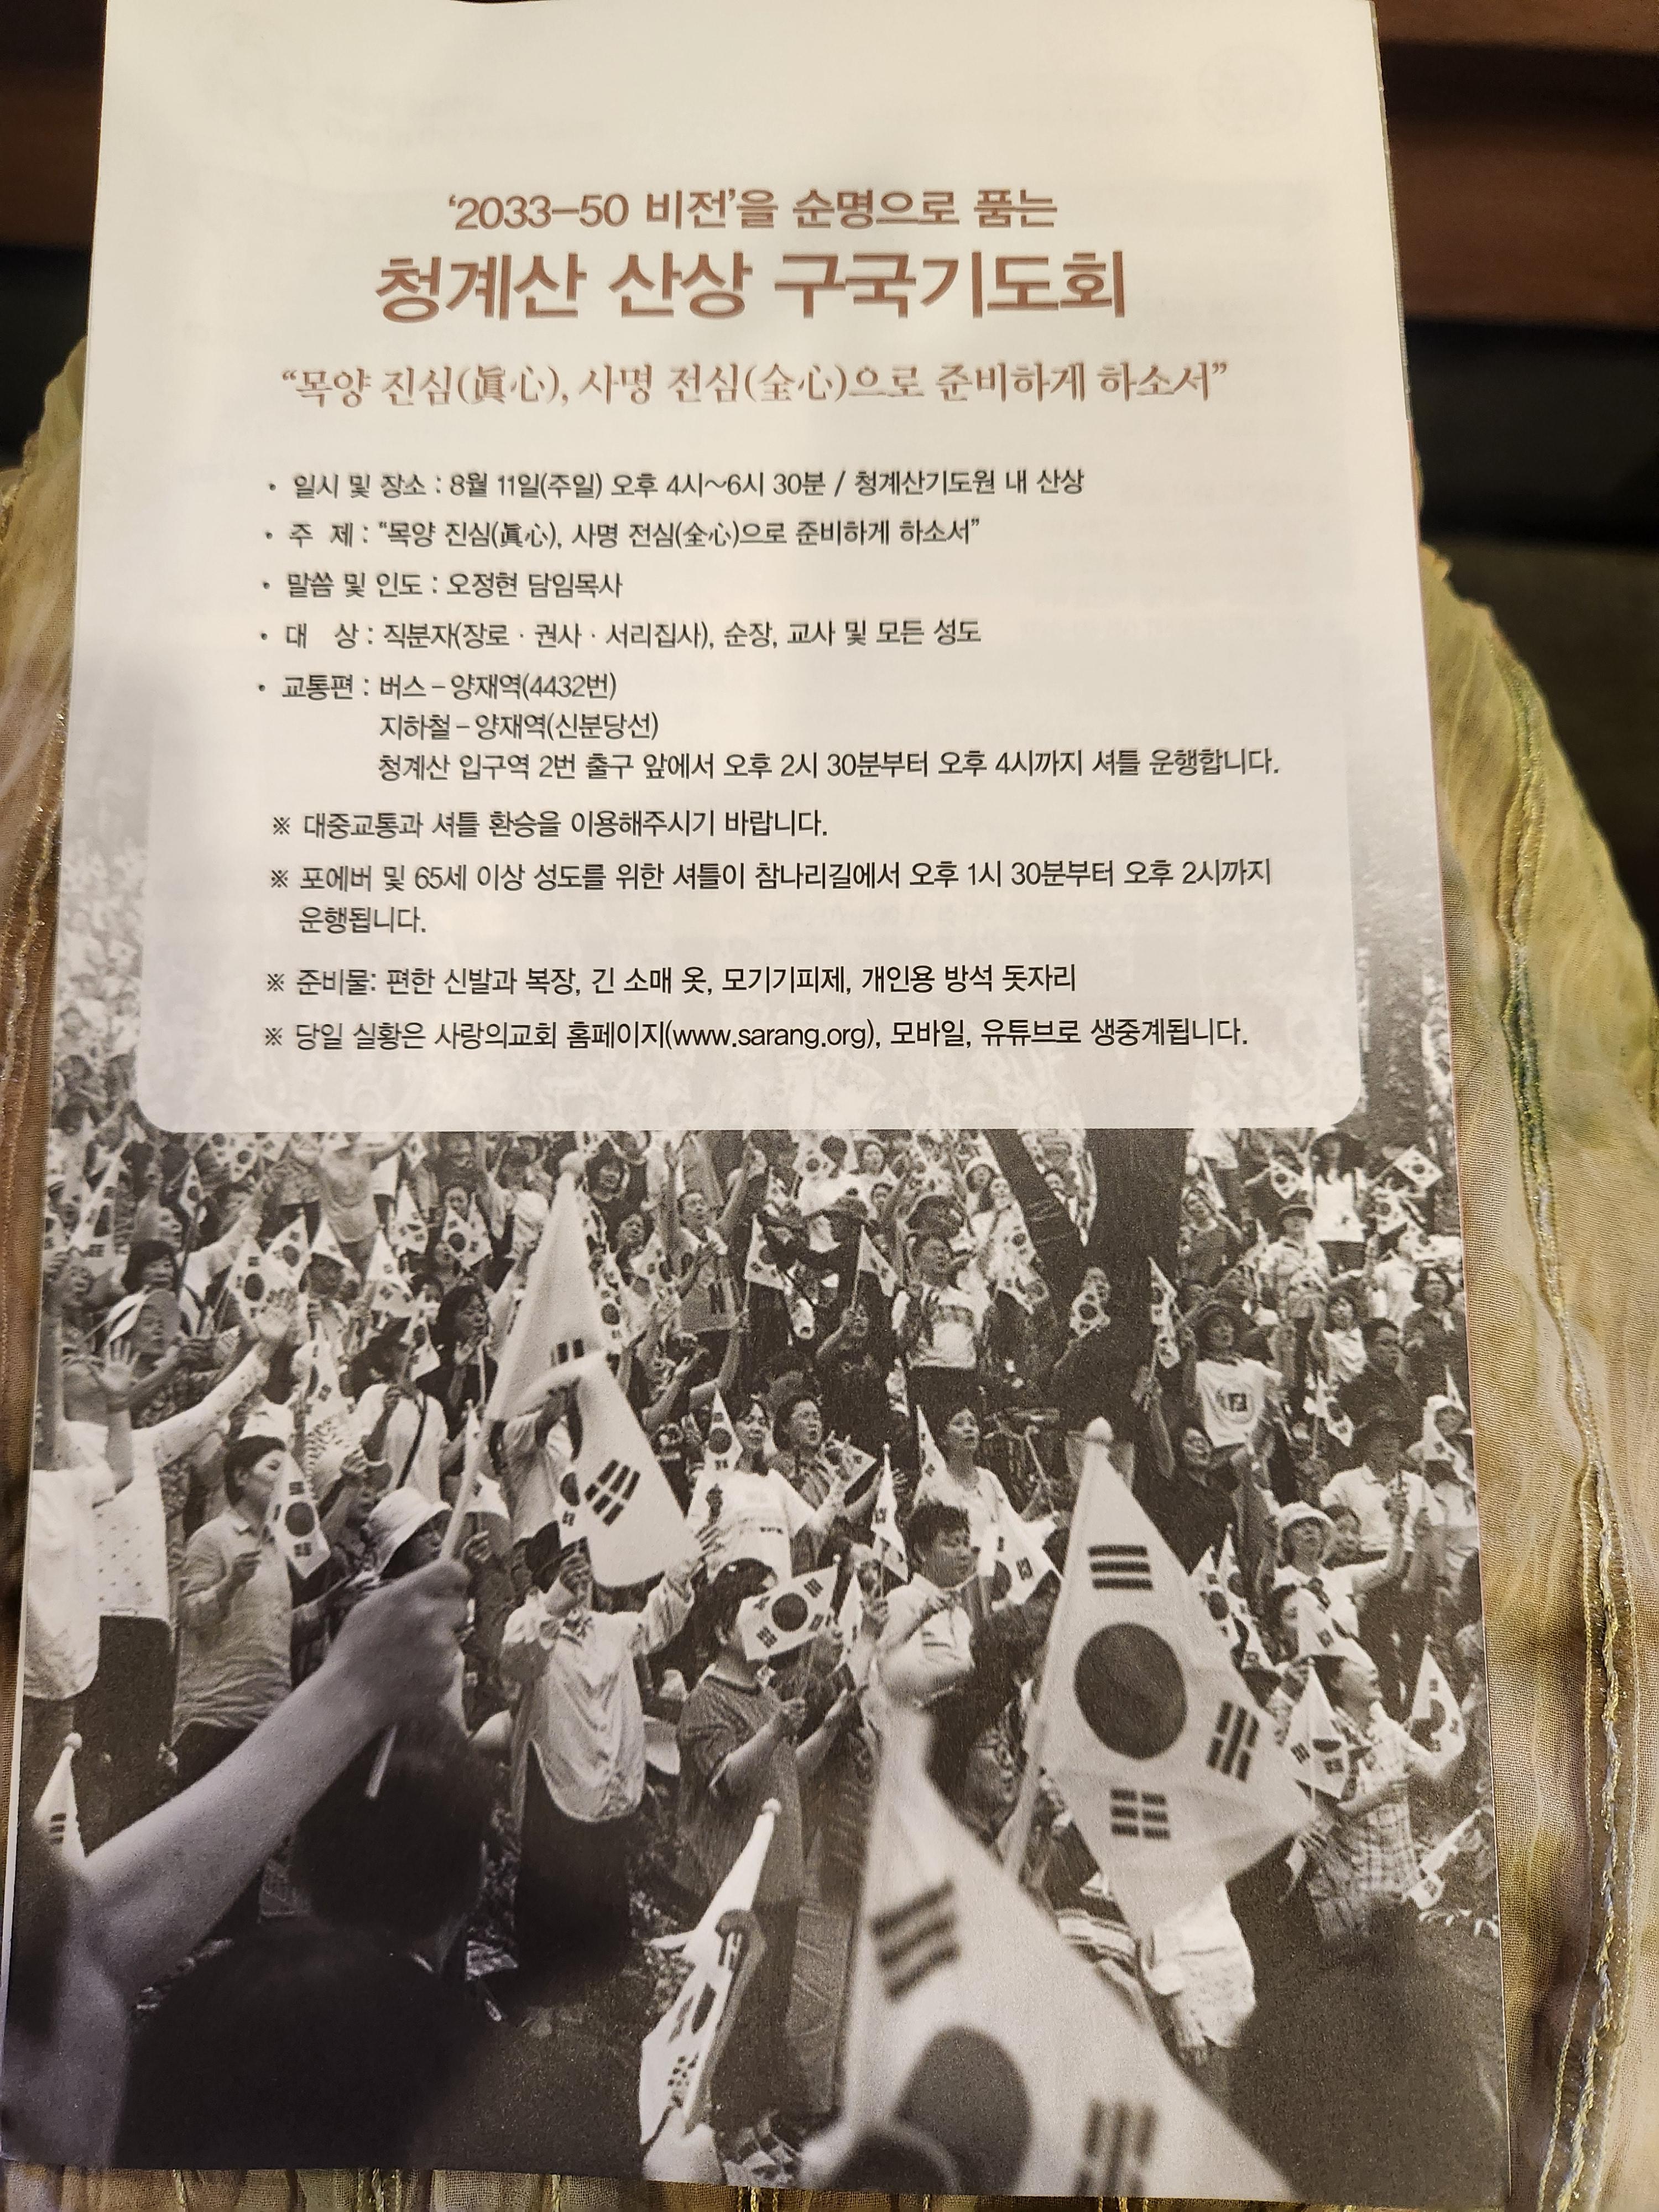 ‘2033-50 비전’을 순명으로 품는
청계산 산상 구국기도회
“목양 진심(眞心), 사명 전심(全心)으로 준비하게 하소서”
• 일시 및 장소 : 8월 11일(주일) 오후 4시~6시 30분 / 청계산기도원 내 산상
• 주 제 : “목양 진심(眞心), 사명 전심(全心)으로 준비하게 하소서”
• 말씀 및 인도 : 오정현 담임목사
• 대 상 : 직분자(장로 · 권사 · 서리집사), 순장, 교사 및 모든 성도
• 교통편 : 버스 - 양재역(4432번)
지하철 - 양재역(신분당선)
청계산 입구역 2번 출구 앞에서 오후 2시 30분부터 오후 4시까지 셔틀 운행합니다.
※ 대중교통과 셔틀 환승을 이용해주시기 바랍니다.
※ 포에버 및 65세 이상 성도를 위한 셔틀이 참나리길에서 오후 1시 30분부터 오후 2시까지
운행됩니다.
※ 준비물: 편한 신발과 복장, 긴 소매 옷, 모기기피제, 개인용 방석 돗자리
※ 당일 실황은 사랑의교회 홈페이지(www.sarang.org), 모바일, 유튜브로 생중계됩니다.